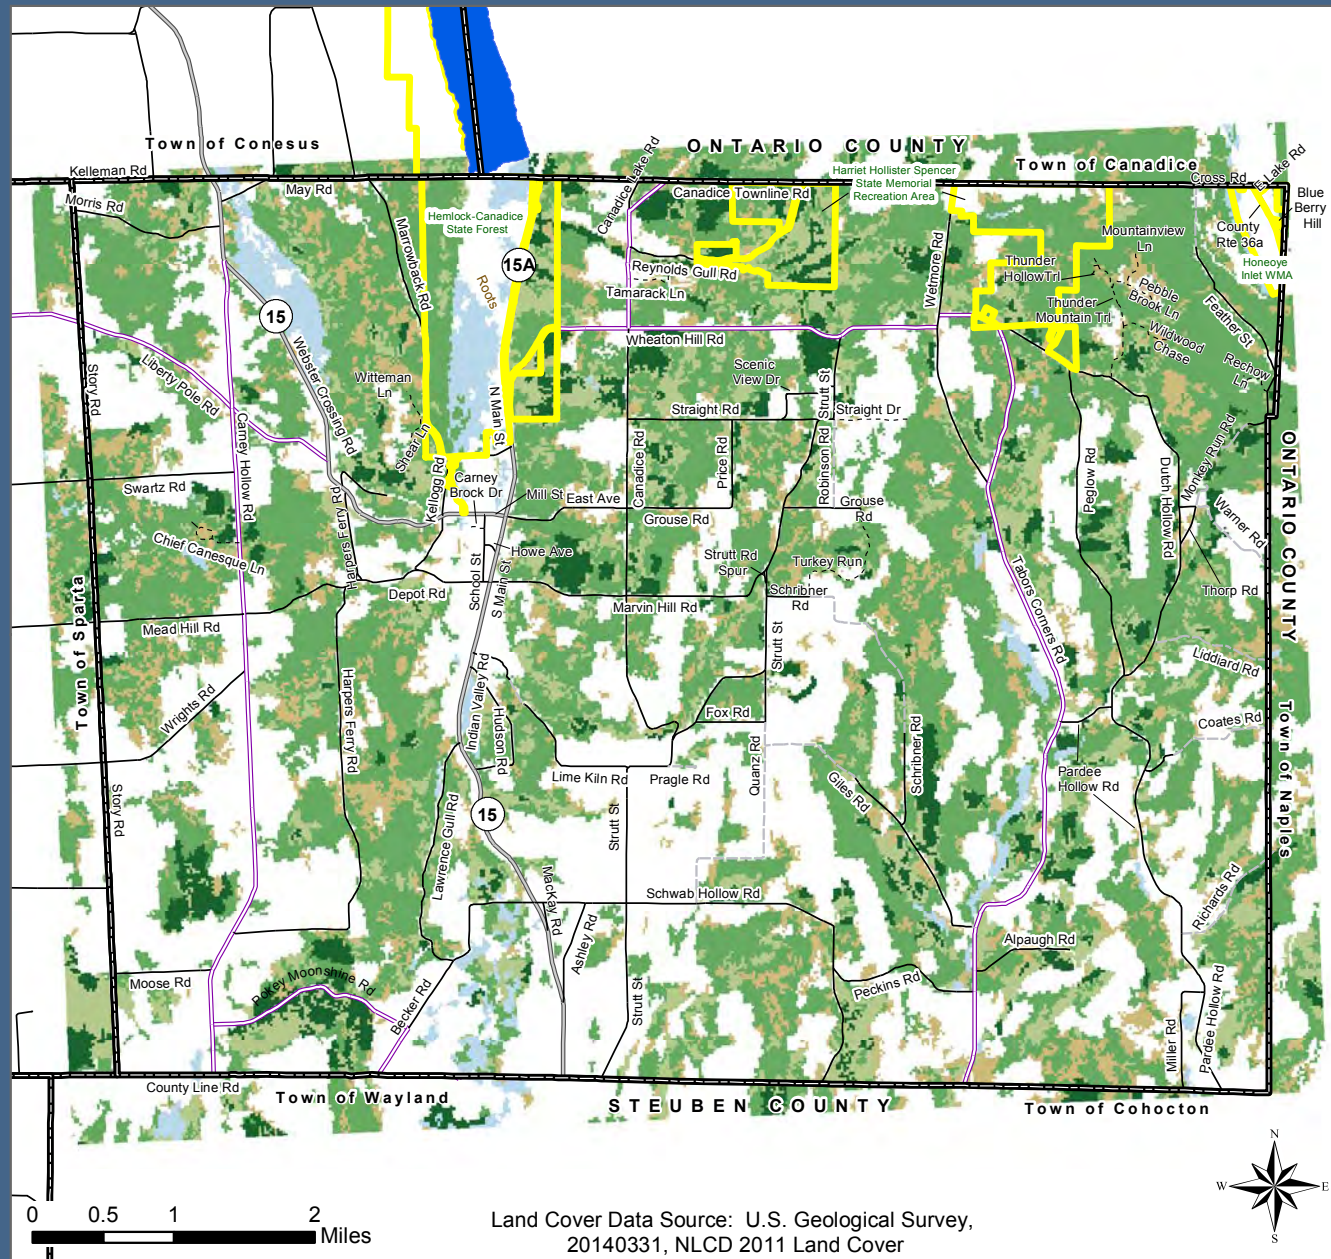 Town of Conesus
ONTARIO COUNTY
Town of Canadice
Kelleman Rd
May Rd
Morris Rd
Marrowback Rd
Hemlock-Canadice
State Forest
Canadice Lake Rd
Canadice Townline Rd
Harriet Hollister Spencer
State Memorial
Recreation Area
Cross Rd
E Lake Rd
Blue
Berry
Hill
County
Rte 36a
Honeoye
Inlet WMA
Mountainview
Ln
Wetmore Rd
15A
Roots
Reynolds Gull Rd
Tamarack Ln
Thunder
HollowTrl
Thunder
Mountain Trl
Pebble
Brook Ln
Wildwood
Chase
Feather St
Rechow
Ln
15
Webster Crossing Rd
Liberty Pole Rd
Story Rd
Witteman
Ln
Wheaton Hill Rd
Scenic
View Dr
Strutt St
Straight Rd
Straight Dr
N Main St
Shear Ln
Carney Hollow Rd
Kellogg Rd
Carney
Brock Dr
Canadice Rd
Price Rd
Robinson Rd
Peglow Rd
Dutch Hollow Rd
Monkey Run Rd
Warner Rd
ONTARIO COUNTY
Swartz Rd
Mill St
East Ave
Grouse Rd
Grouse
Rd
Harpers Ferry Rd
Chief Canesque Ln
Howe Ave
School St
S Main St
Strutt Rd
Spur
Turkey Run
Scribner
Rd
Tabors Corners Rd
Thorp Rd
Depot Rd
Marvin Hill Rd
Mead Hill Rd
Town of Sparta
Strutt St
Liddiard Rd
Wrights Rd
Harpers Ferry Rd
Indian Valley Rd
Hudson Rd
Fox Rd
Scribner Rd
Coates Rd
Town of Naples
Lime Kiln Rd
Pragle Rd
Quanz Rd
Giles Rd
Pardee
Hollow Rd
Story Rd
15
Lawrence Gull Rd
Strutt St
MacKay Rd
Schwab Hollow Rd
Richards Rd
Ashley Rd
Alpaugh Rd
Moose Rd
Pokey Moonshine Rd
Becker Rd
Strutt St
Peckins Rd
Miller Rd
Pardee Hollow Rd
County Line Rd
Town of Wayland
STEUBEN COUNTY
Town of Cohocton
N
W
E
S
0 0.5 1 2
Miles
Land Cover Data Source: U.S. Geological Survey,
20140331, NLCD 2011 Land Cover